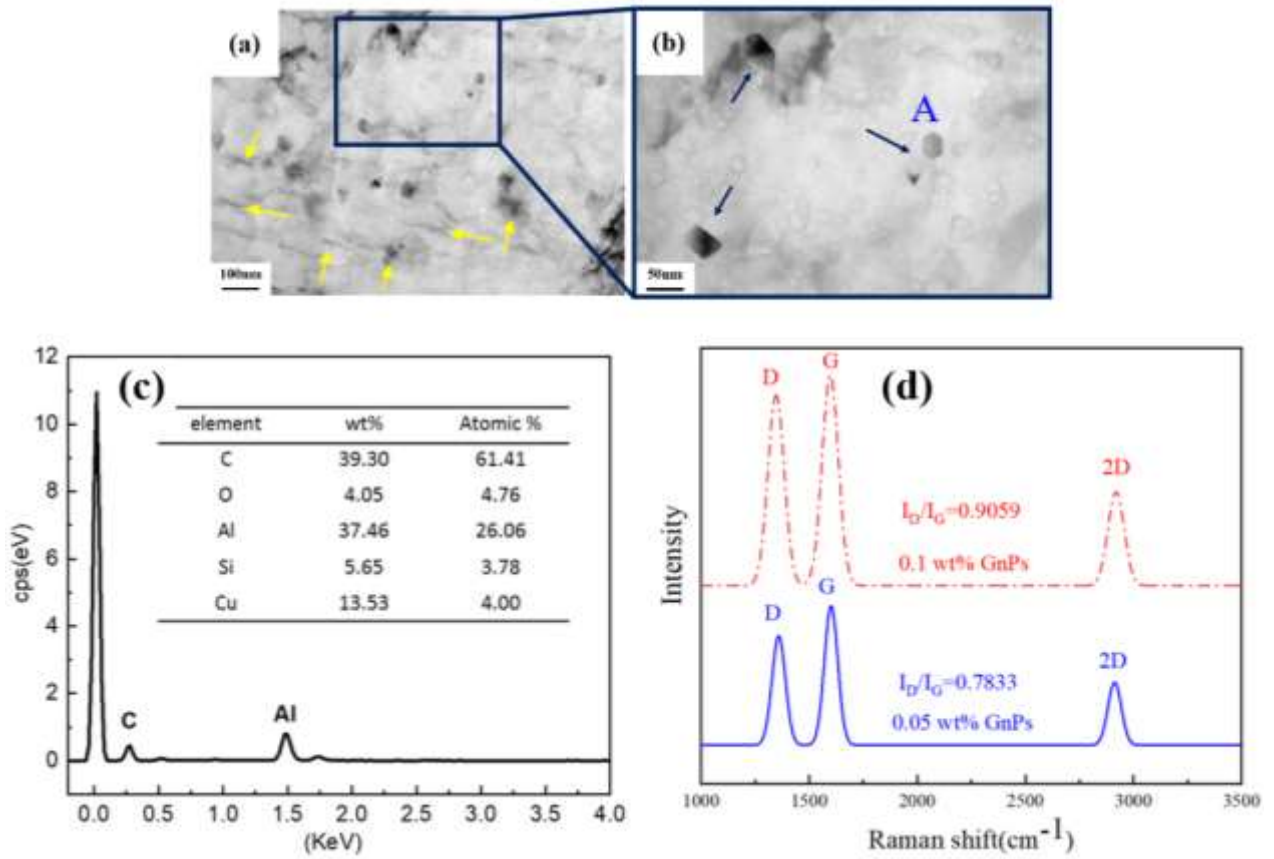 (a)
100nm
(b)
A
50nm
(c)
cps(eV)
12
10
8
6
4
2
0
element wt% Atomic %
C 39.30 61.41
O 4.05 4.76
Al 37.46 26.06
Si 5.65 3.78
Cu 13.53 4.00
C
Al
0.0 0.5 1.0 1.5 2.0 2.5 3.0 3.5 4.0
(KeV)
(d)
Intensity
D
G
2D
I_D/I_G=0.9059
0.1 wt% GnPs
D
G
2D
I_D/I_G=0.7833
0.05 wt% GnPs
1000 1500 2000 2500 3000 3500
Raman shift(cm⁻¹)